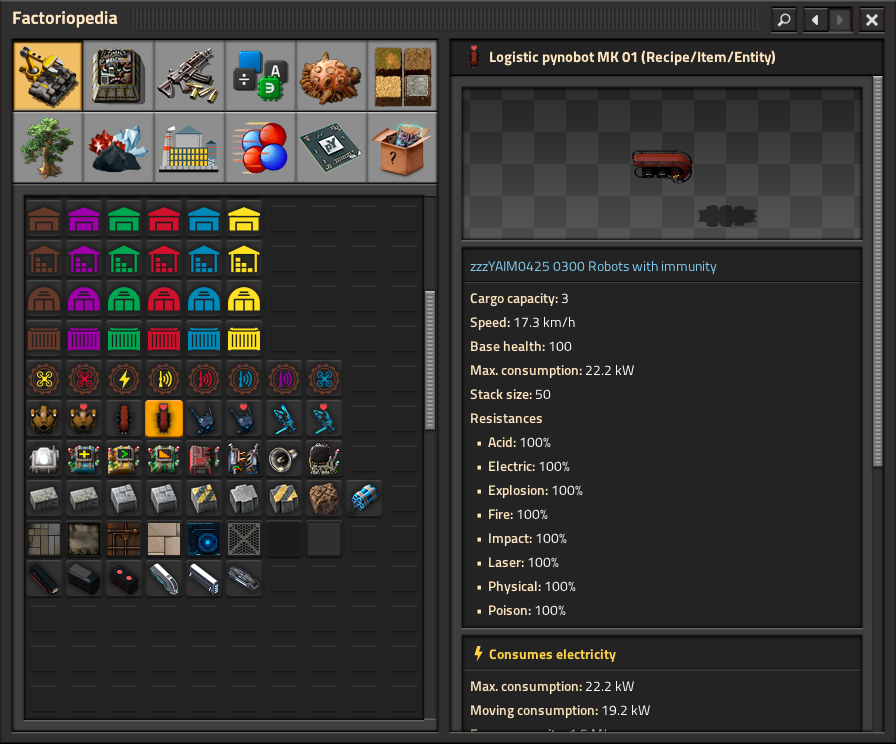 Factoriopedia
Logistic pynobot MK 01 (Recipe/Item/Entity)
÷ A
pY
?
zzzYAIM0425 0300 Robots with immunity
Cargo capacity: 3
Speed: 17.3 km/h
Base health: 100
Max. consumption: 22.2 kW
Stack size: 50
Resistances
▪ Acid: 100%
▪ Electric: 100%
▪ Explosion: 100%
▪ Fire: 100%
▪ Impact: 100%
▪ Laser: 100%
▪ Physical: 100%
▪ Poison: 100%
Consumes electricity
Max. consumption: 22.2 kW
Moving consumption: 19.2 kW